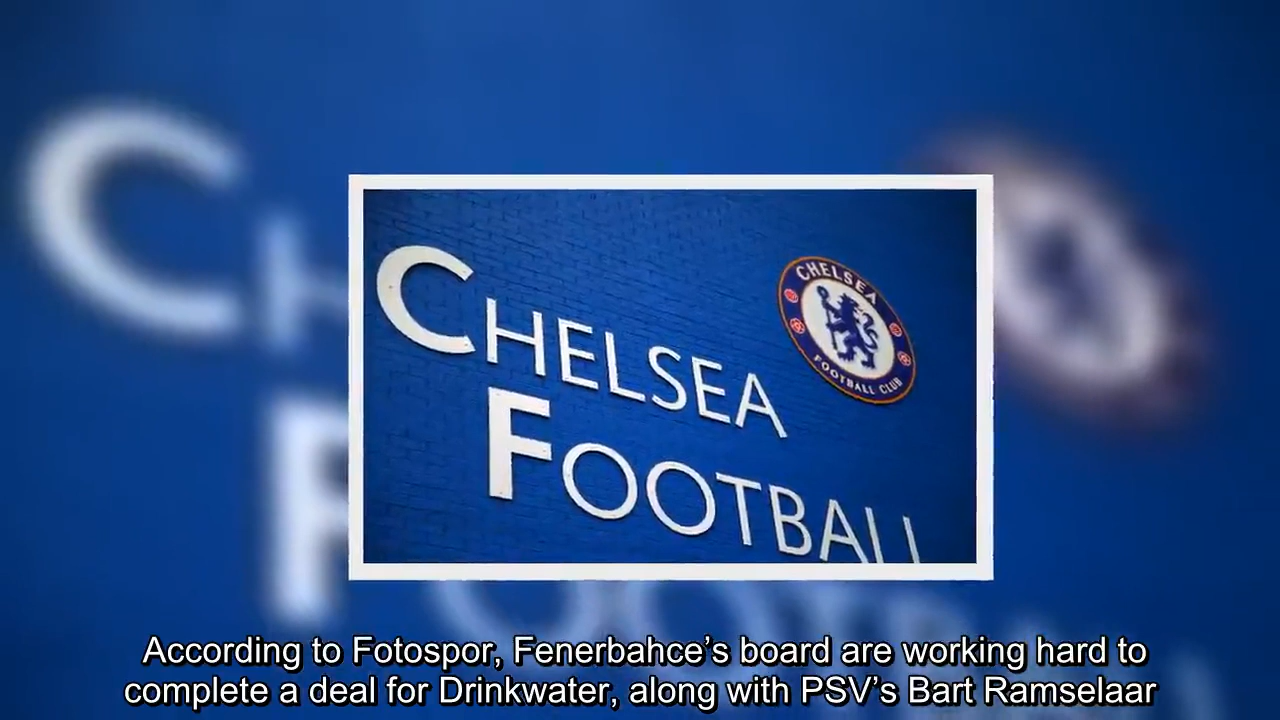 CHELSEA
FOOTBALL
CHELSEA
FOOTBALL CLUB
According to Fotospor, Fenerbahce’s board are working hard to
complete a deal for Drinkwater, along with PSV’s Bart Ramselaar